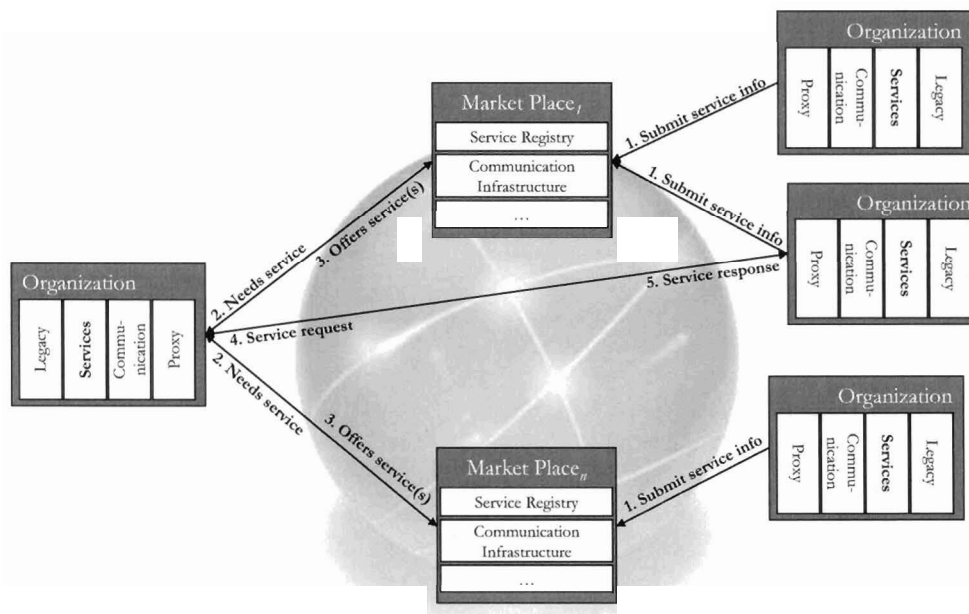 Organization
Proxy
Commu-
nication
Services
Legacy
Market Place1
Service Registry
Communication
Infrastructure
...
1. Submit service info
1. Submit service info
Organization
Proxy
Commu-
nication
Services
Legacy
2. Needs service
3. Offers service(s)
5. Service response
4. Service request
Organization
Legacy
Services
Commu-
nication
Proxy
2. Needs service
3. Offers service(s)
Organization
Proxy
Commu-
nication
Services
Legacy
1. Submit service info
Market Placen
Service Registry
Communication
Infrastructure
...